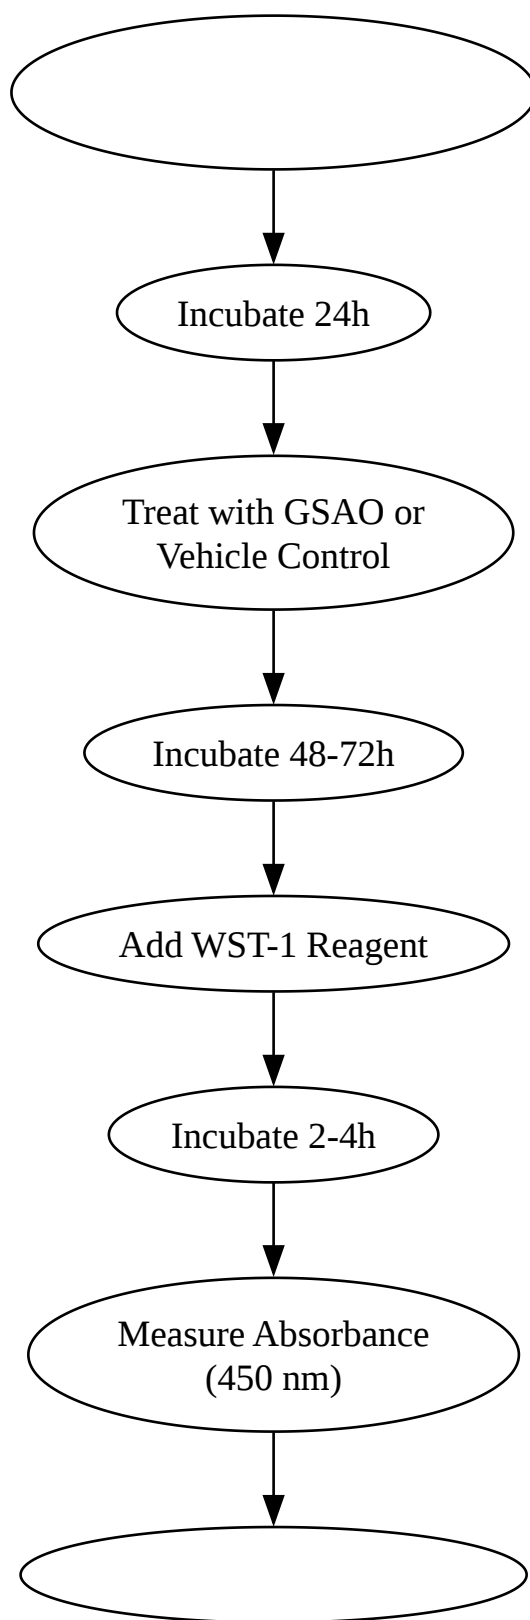 Incubate 24h
Treat with GSAO or
Vehicle Control
Incubate 48-72h
Add WST-1 Reagent
Incubate 2-4h
Measure Absorbance
(450 nm)